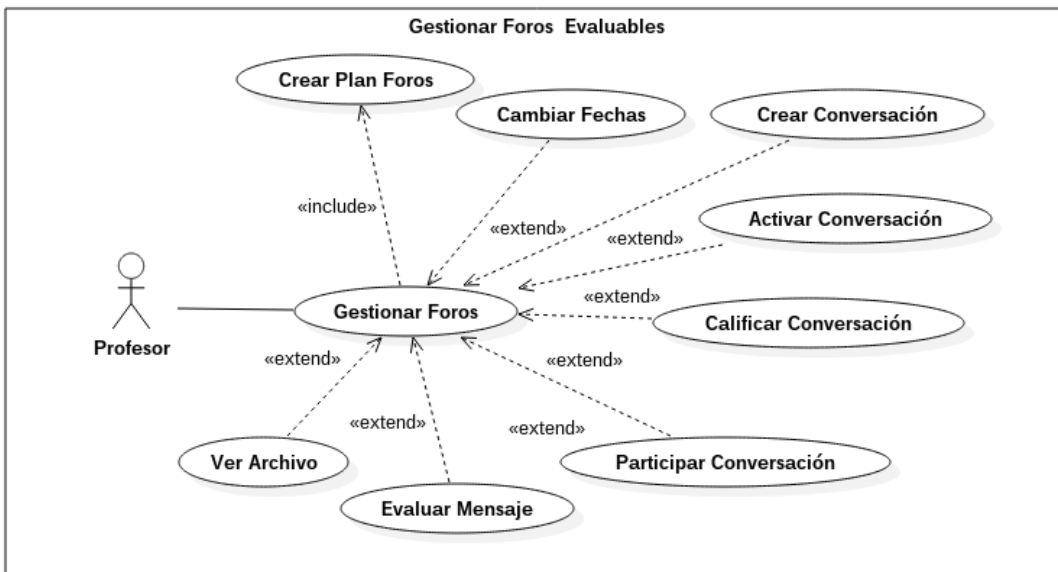 Gestionar Foros Evaluables
Crear Plan Foros
Cambiar Fechas
Crear Conversación
«include»
«extend»
«extend»
Activar Conversación
«extend»
Gestionar Foros
Calificar Conversación
Profesor
«extend»
«extend»
«extend»
«extend»
Ver Archivo
Participar Conversación
Evaluar Mensaje